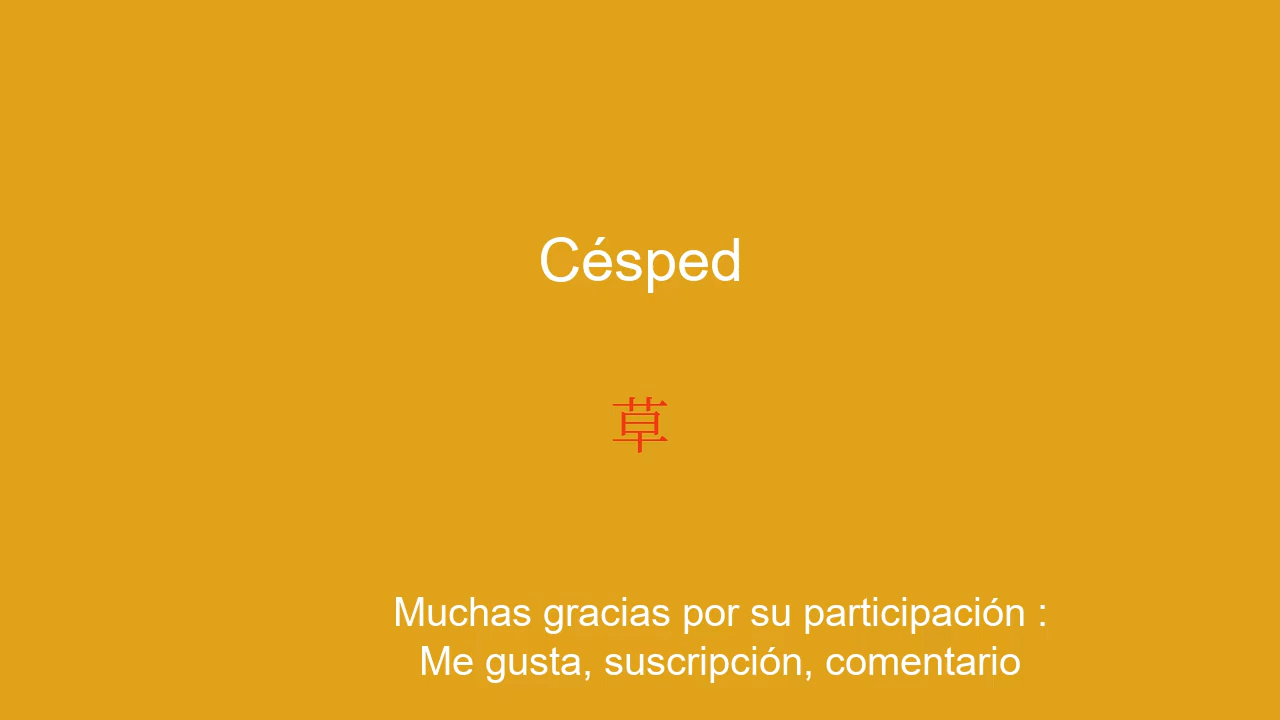 Césped
草
Muchas gracias por su participación :
Me gusta, suscripción, comentario